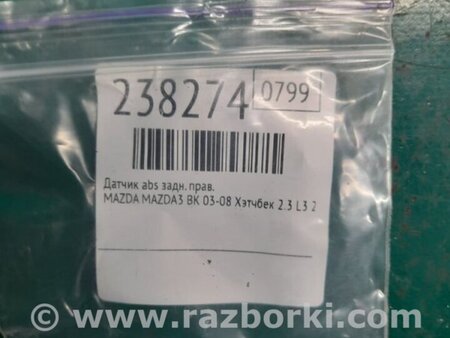 238274 0799
Датчик abs задн. прав.
MAZDA MAZDA3 BK 03-08 Хэтчбек 2.3 L3 2
© www.razborki.com